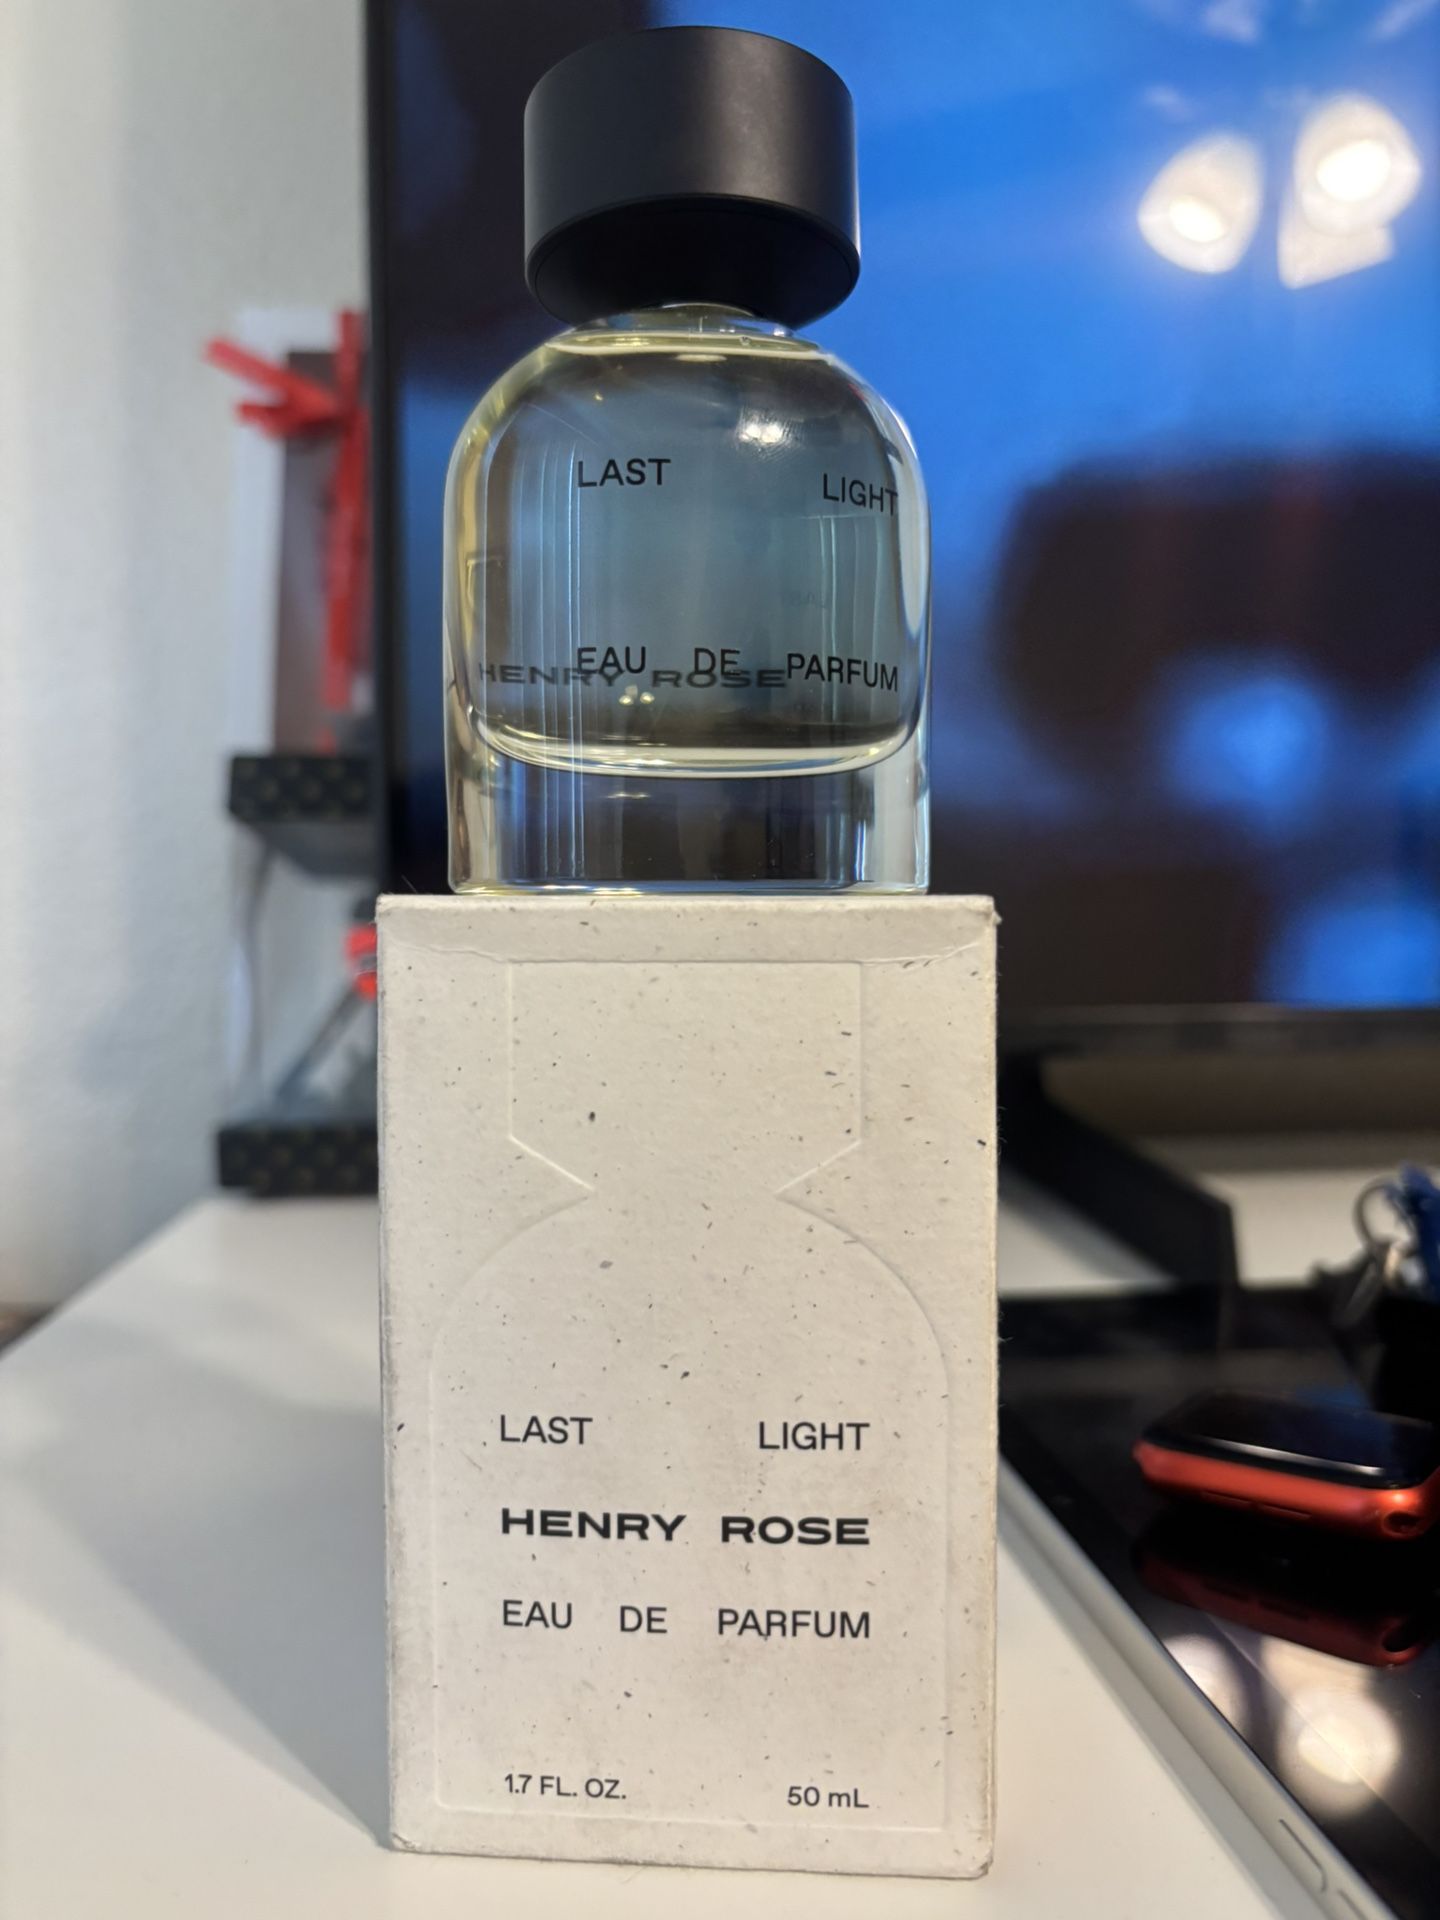 LAST LIGHT
EAU DE PARFUM
HENRY ROSE
LAST LIGHT
HENRY ROSE
EAU DE PARFUM
1.7 FL. OZ. 50 mL